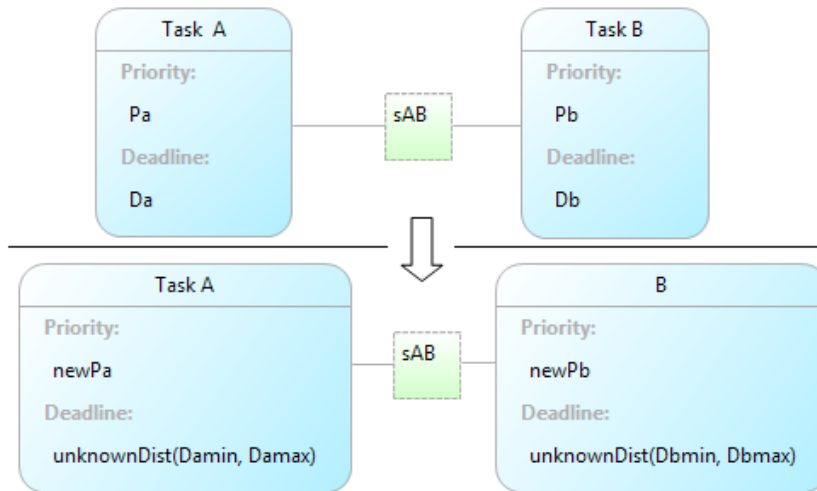 Task A
Task B
Priority:
Priority:
Pa
sAB
Pb
Deadline:
Deadline:
Da
Db
Task A
B
Priority:
Priority:
newPa
sAB
newPb
Deadline:
Deadline:
unknownDist(Damin, Damax)
unknownDist(Dbmin, Dbmax)